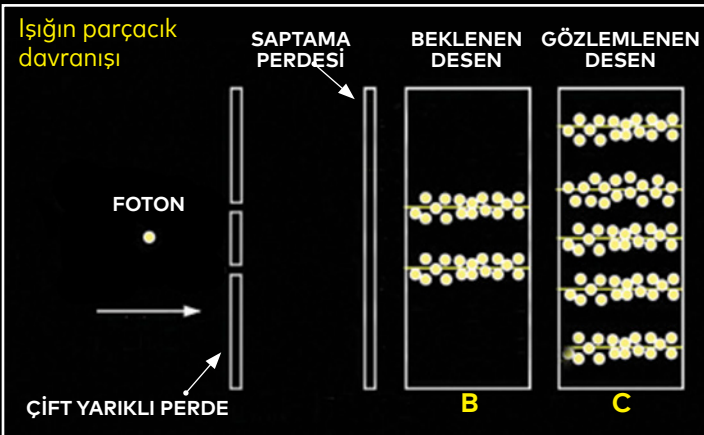 Işığın parçacık
davranışı
SAPTAMA
PERDESİ
BEKLENEN
DESEN
GÖZLEMLENEN
DESEN
FOTON
ÇİFT YARIKLI PERDE
B
C